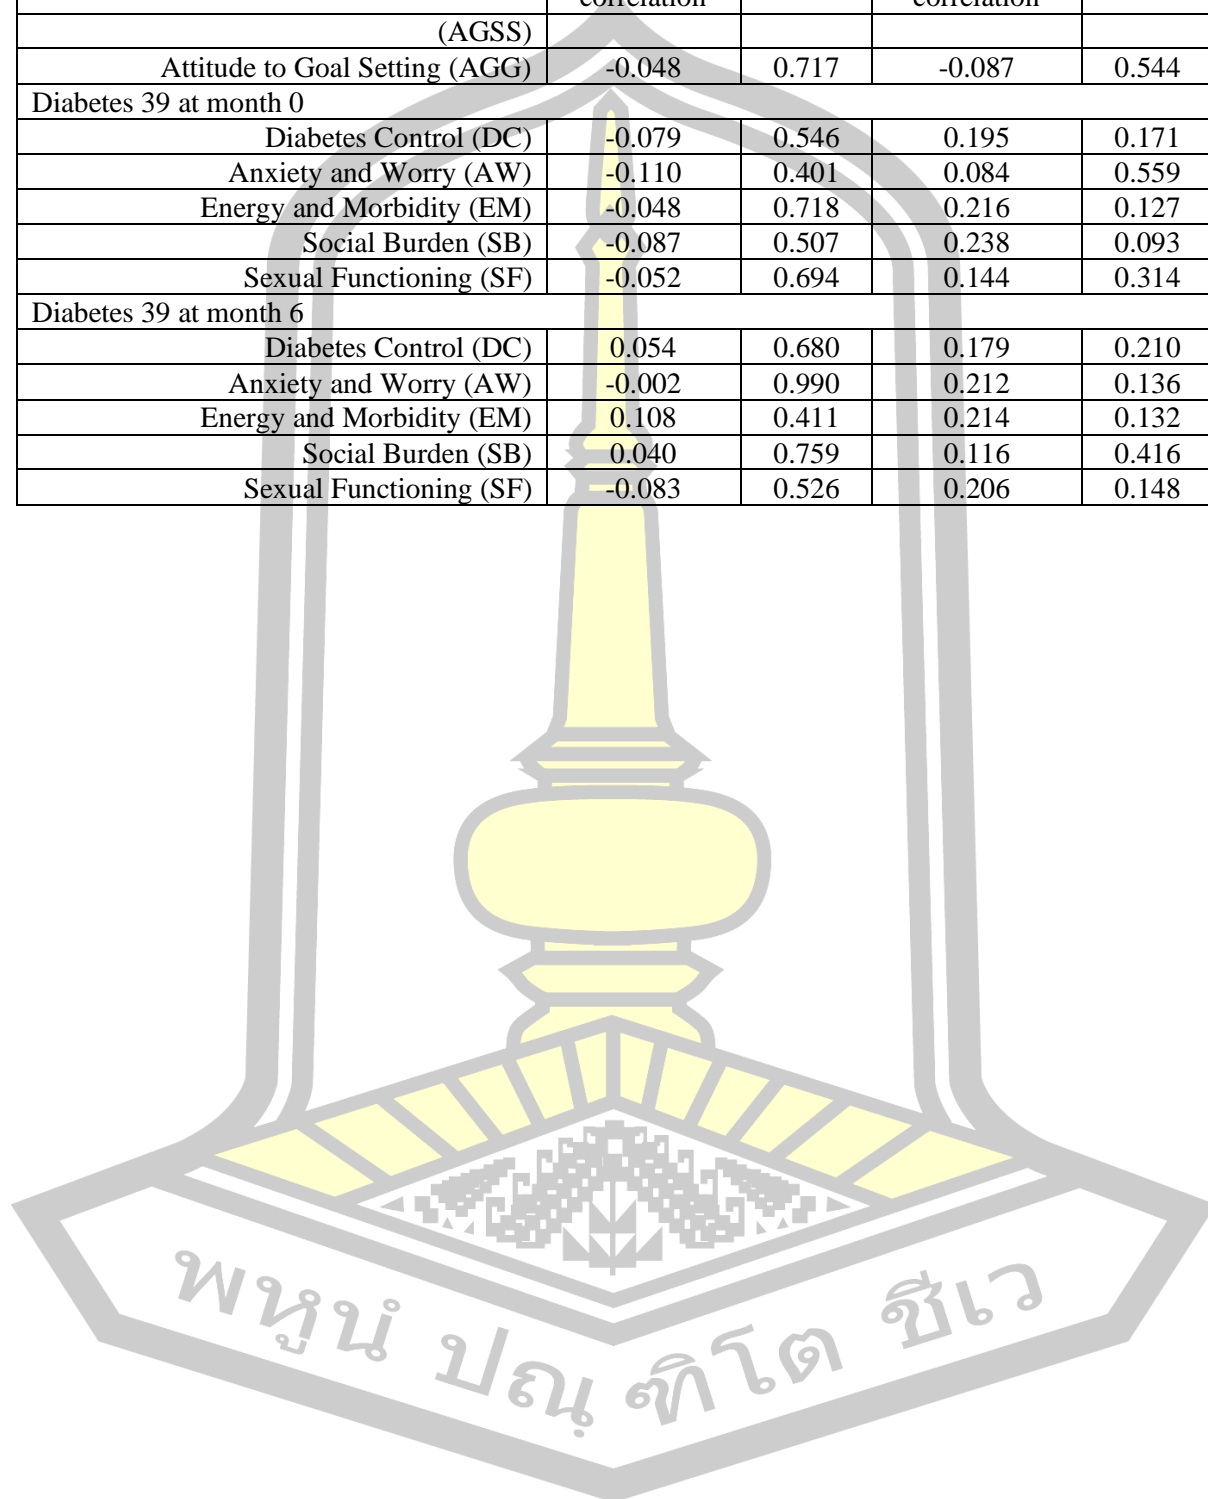 correlation correlation
(AGSS)
Attitude to Goal Setting (AGG) -0.048 0.717 -0.087 0.544
Diabetes 39 at month 0
Diabetes Control (DC) -0.079 0.546 0.195 0.171
Anxiety and Worry (AW) -0.110 0.401 0.084 0.559
Energy and Morbidity (EM) -0.048 0.718 0.216 0.127
Social Burden (SB) -0.087 0.507 0.238 0.093
Sexual Functioning (SF) -0.052 0.694 0.144 0.314
Diabetes 39 at month 6
Diabetes Control (DC) 0.054 0.680 0.179 0.210
Anxiety and Worry (AW) -0.002 0.990 0.212 0.136
Energy and Morbidity (EM) 0.108 0.411 0.214 0.132
Social Burden (SB) 0.040 0.759 0.116 0.416
Sexual Functioning (SF) -0.083 0.526 0.206 0.148
พหูนํ ปณฺฑิโต ชีเว